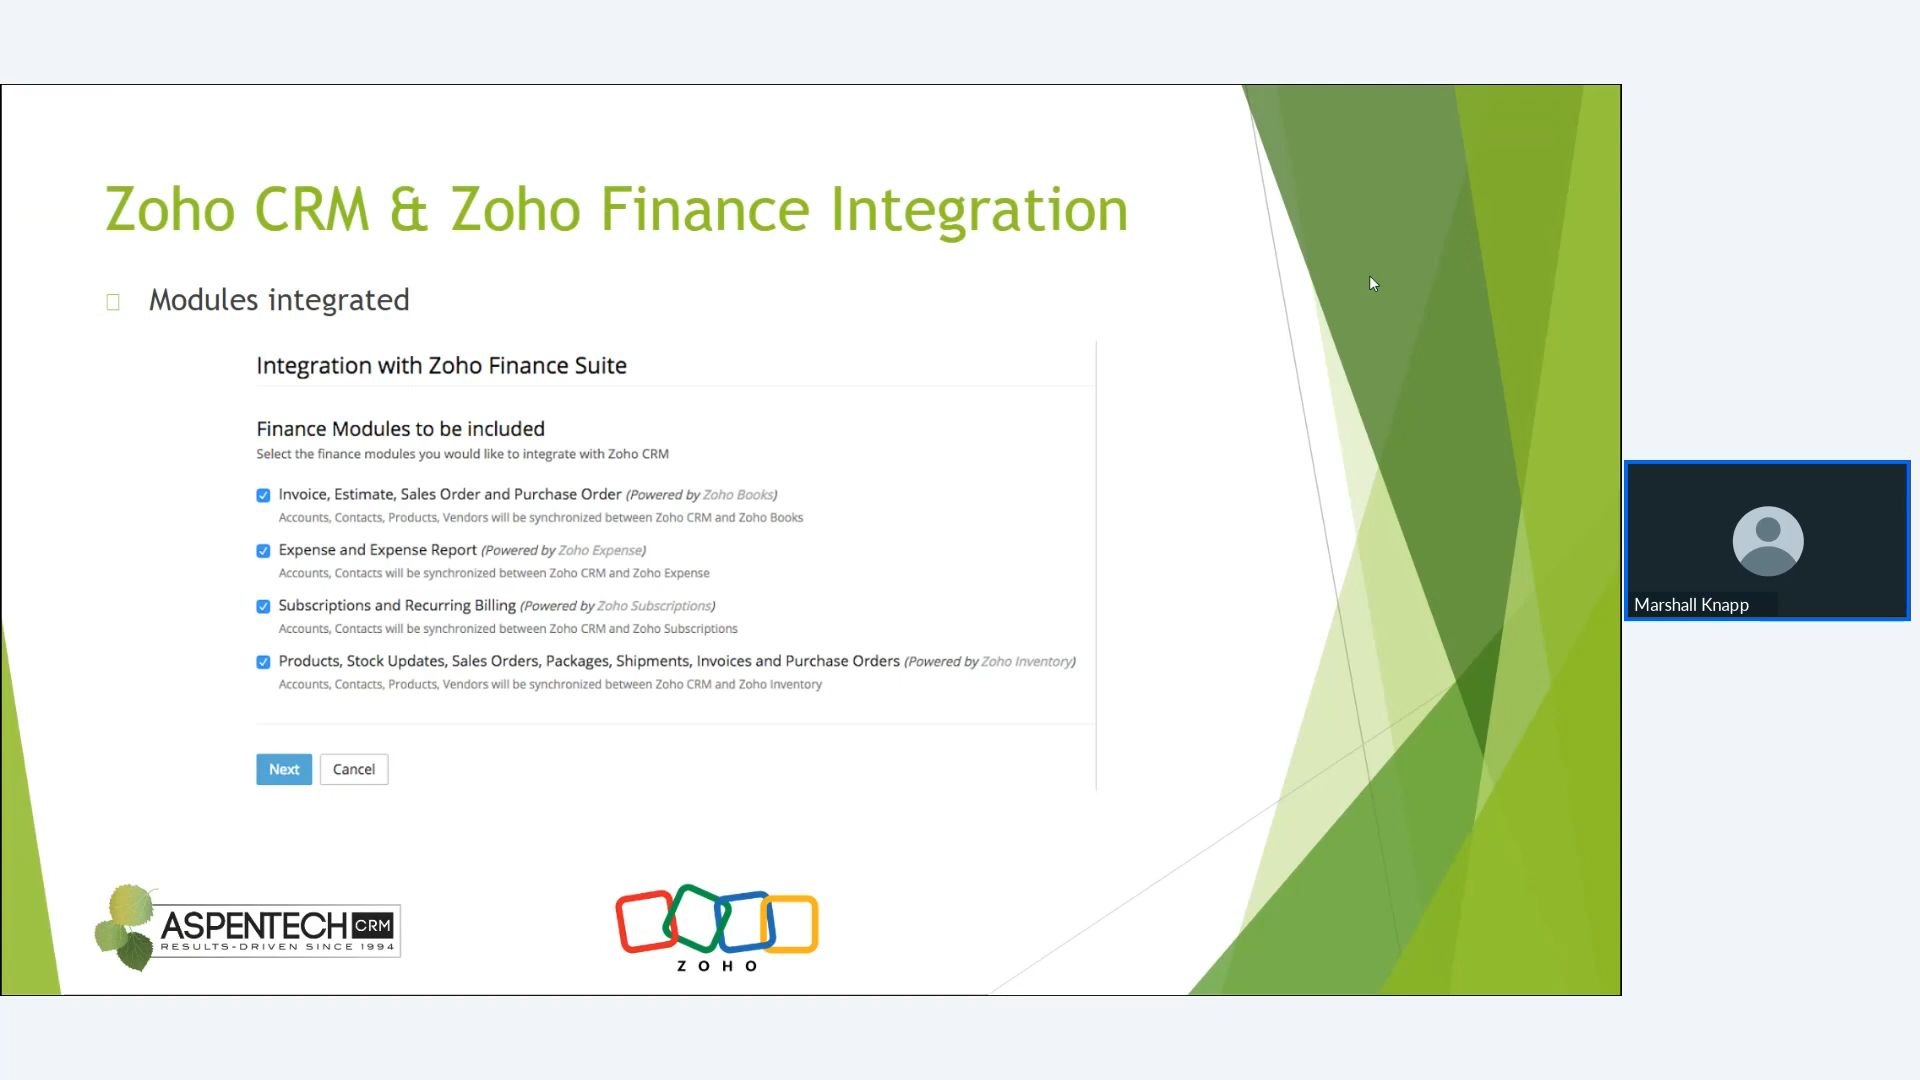 Zoho CRM & Zoho Finance Integration
Modules integrated
Integration with Zoho Finance Suite
Finance Modules to be included
Select the finance modules you would like to integrate with Zoho CRM
Invoice, Estimate, Sales Order and Purchase Order (Powered by Zoho Books)
Accounts, Contacts, Products, Vendors will be synchronized between Zoho CRM and Zoho Books
Expense and Expense Report (Powered by Zoho Expense)
Accounts, Contacts will be synchronized between Zoho CRM and Zoho Expense
Subscriptions and Recurring Billing (Powered by Zoho Subscriptions)
Accounts, Contacts will be synchronized between Zoho CRM and Zoho Subscriptions
Products, Stock Updates, Sales Orders, Packages, Shipments, Invoices and Purchase Orders (Powered by Zoho Inventory)
Accounts, Contacts, Products, Vendors will be synchronized between Zoho CRM and Zoho Inventory
Next Cancel
ASPENTECH CRM
RESULTS-DRIVEN SINCE 1994
ZOHO
Marshall Knapp